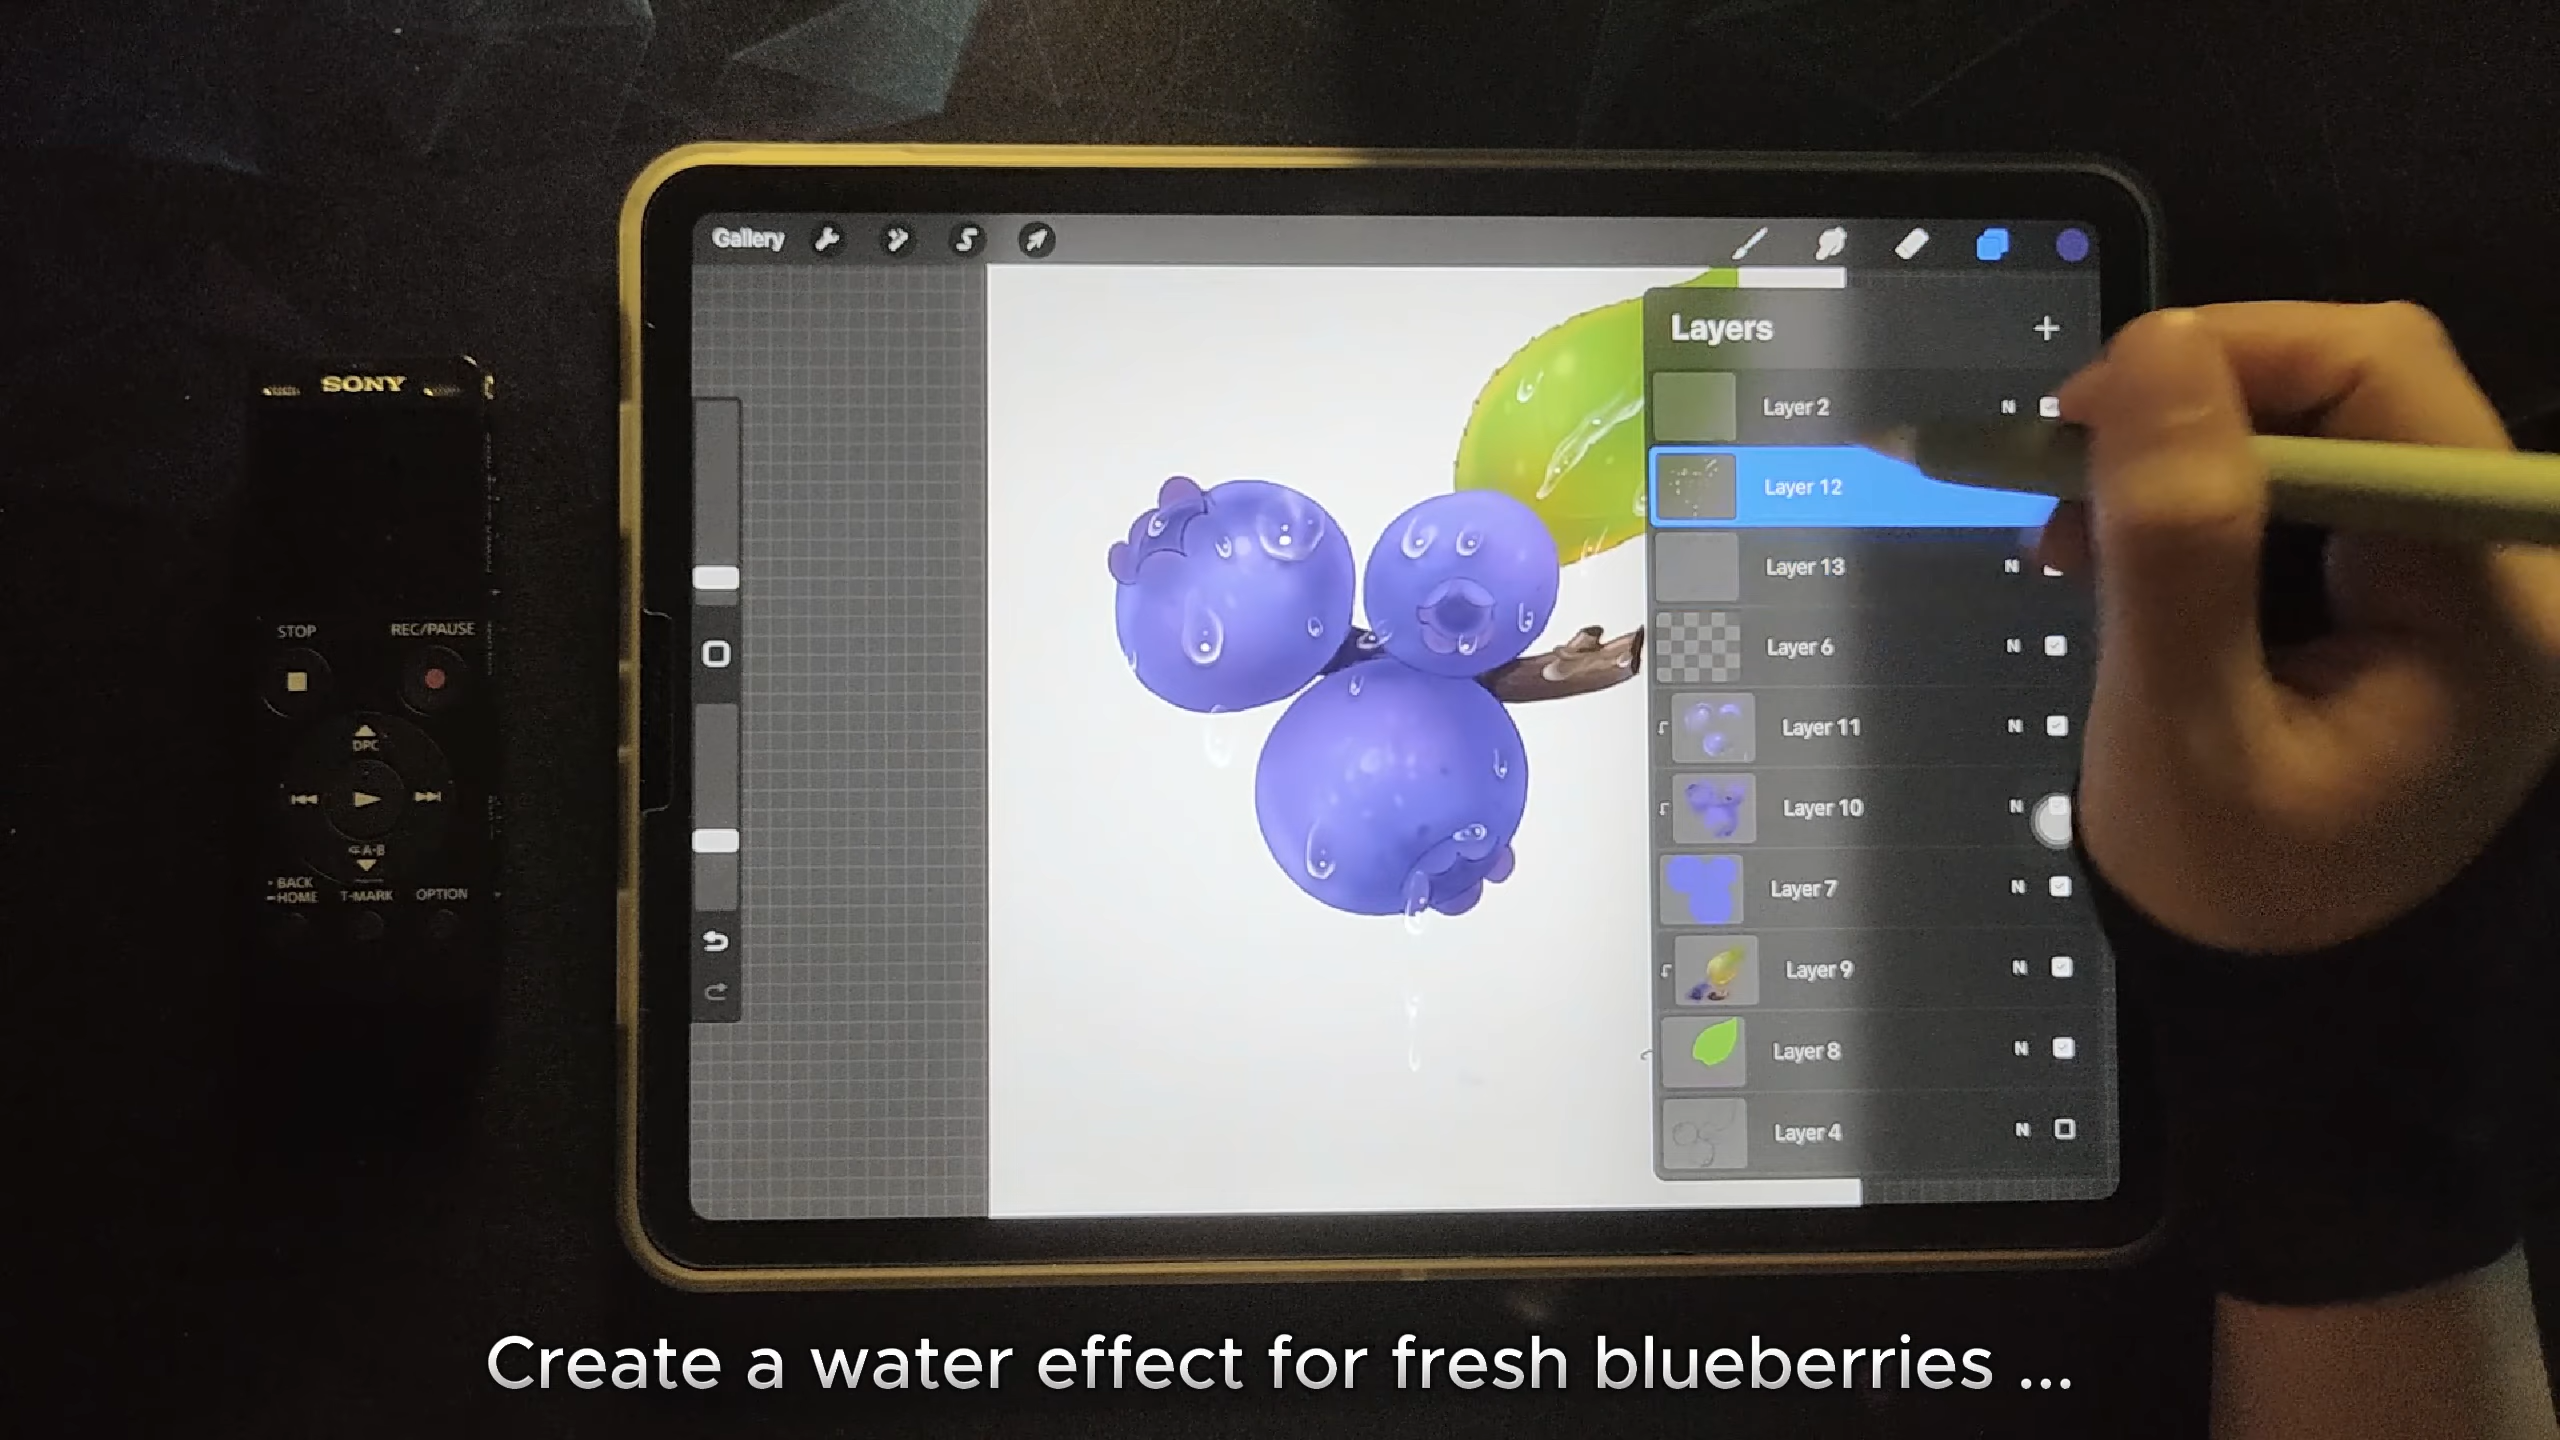 SONY
STOP
REC/PAUSE
DPC
A-B
BACK
HOME
T-MARK
OPTION
Gallery
Layers
Layer 2 N
Layer 12
Layer 13 N
Layer 6 N
Layer 11 N
Layer 10 N
Layer 7 N
Layer 9 N
Layer 8 N
Layer 4 N
Create a water effect for fresh blueberries ...